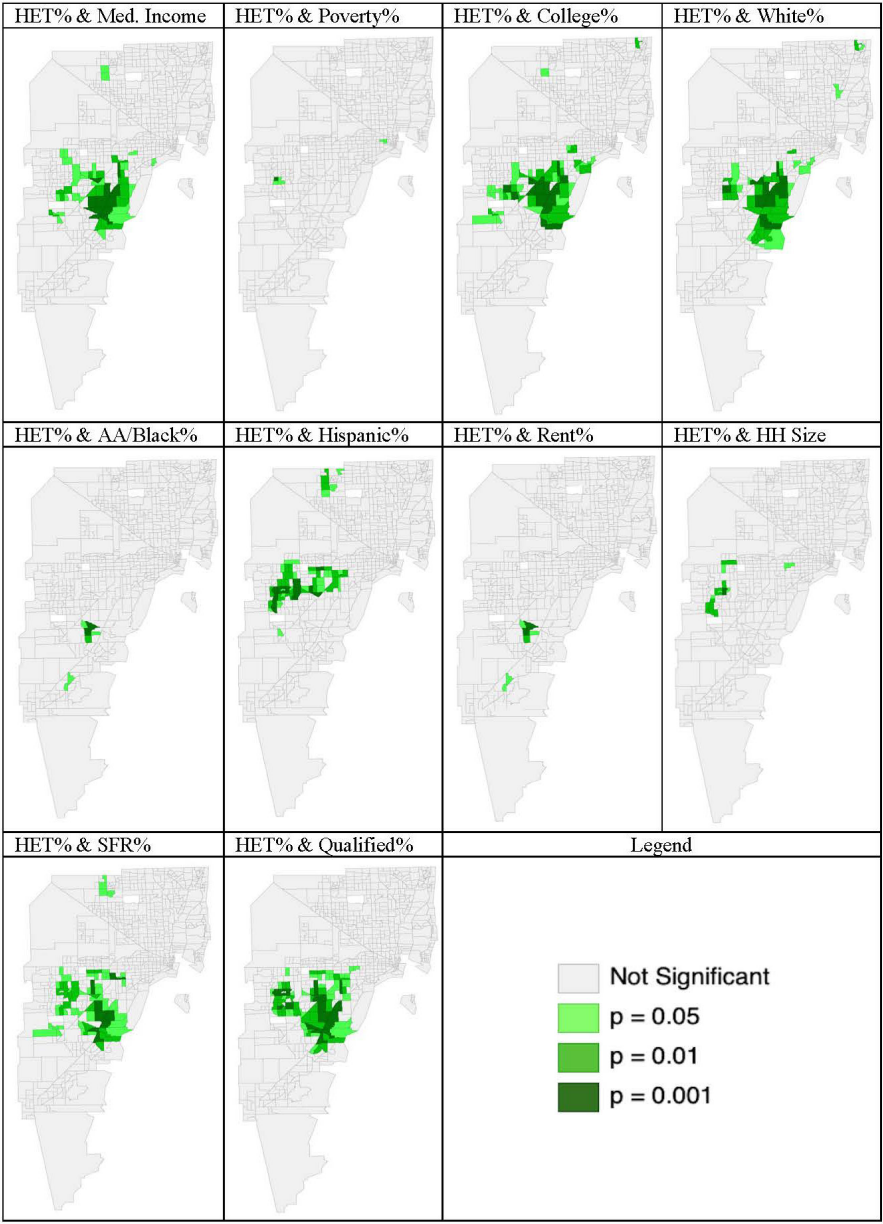 HET% & Med. Income
HET% & Poverty%
HET% & College%
HET% & White%
HET% & AA/Black%
HET% & Hispanic%
HET% & Rent%
HET% & HH Size
HET% & SFR%
HET% & Qualified%
Legend
Not Significant
p = 0.05
p = 0.01
p = 0.001